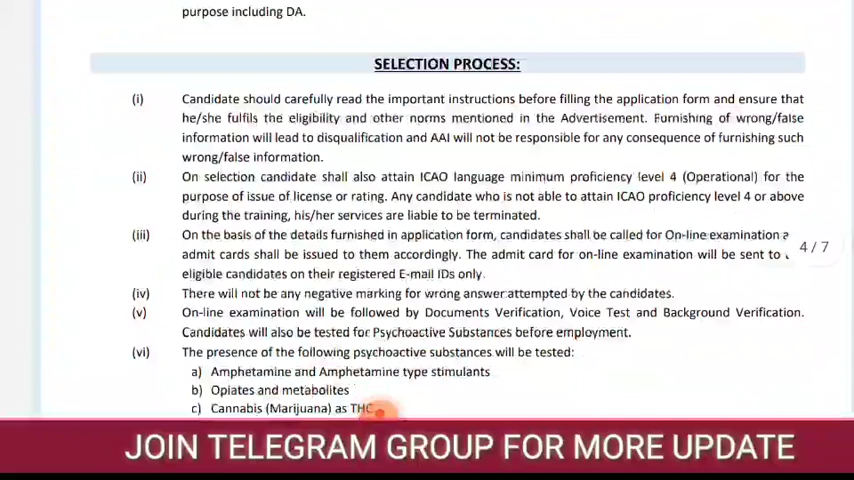 purpose including DA.
SELECTION PROCESS:
(i) Candidate should carefully read the important instructions before filling the application form and ensure that
he/she fulfils the eligibility and other norms mentioned in the Advertisement. Furnishing of wrong/false
information will lead to disqualification and AAI will not be responsible for any consequence of furnishing such
wrong/false information.
(ii) On selection candidate shall also attain ICAO language minimum proficiency level 4 (Operational) for the
purpose of issue of license or rating. Any candidate who is not able to attain ICAO proficiency level 4 or above
during the training, his/her services are liable to be terminated.
(iii) On the basis of the details furnished in application form, candidates shall be called for On-line examination
admit cards shall be issued to them accordingly. The admit card for on-line examination will be sent to
eligible candidates on their registered E-mail IDs only.
4 / 7
(iv) There will not be any negative marking for wrong answer attempted by the candidates.
(v) On-line examination will be followed by Documents Verification, Voice Test and Background Verification.
Candidates will also be tested for Psychoactive Substances before employment.
(vi) The presence of the following psychoactive substances will be tested:
a) Amphetamine and Amphetamine type stimulants
b) Opiates and metabolites
c) Cannabis (Marijuana) as THC
JOIN TELEGRAM GROUP FOR MORE UPDATE